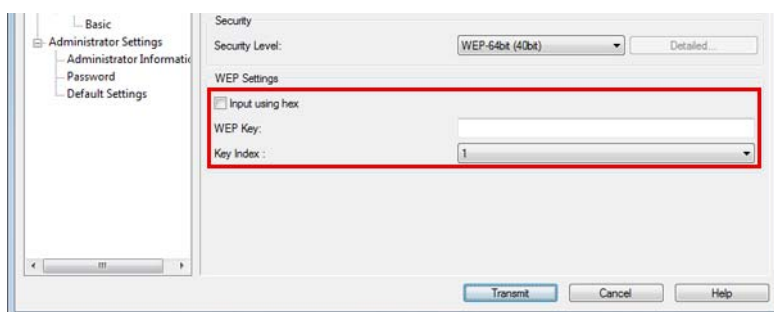 Basic
Administrator Settings
Administrator Informatic
Password
Default Settings
Security
Security Level: WEP-64bit (40bit) Detailed...
WEP Settings
Input using hex
WEP Key:
Key Index : 1
Transmit Cancel Help